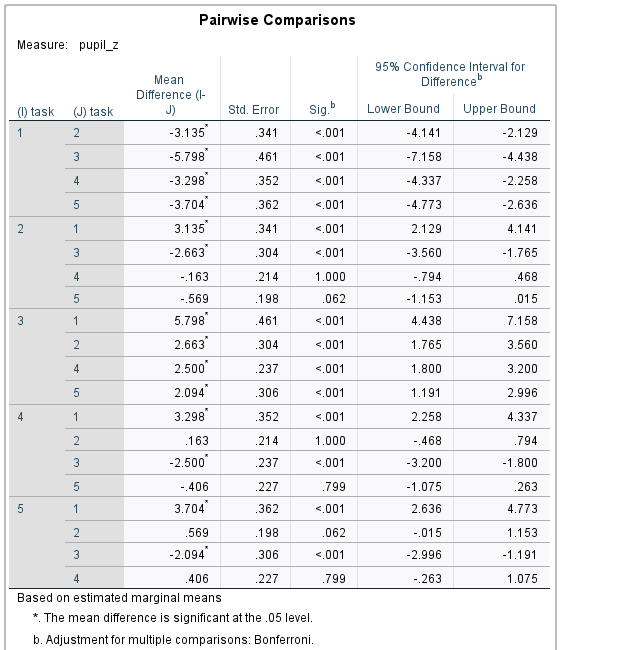 Pairwise Comparisons
Measure: pupil_z
(I) task (J) task Mean Difference (I-J) Std. Error Sig.b 95% Confidence Interval for Differenceb
Lower Bound Upper Bound
1 2 -3.135* .341 <.001 -4.141 -2.129
3 -5.798* .461 <.001 -7.158 -4.438
4 -3.298* .352 <.001 -4.337 -2.258
5 -3.704* .362 <.001 -4.773 -2.636
2 1 3.135* .341 <.001 2.129 4.141
3 -2.663* .304 <.001 -3.560 -1.765
4 -.163 .214 1.000 -.794 .468
5 -.569 .198 .062 -1.153 .015
3 1 5.798* .461 <.001 4.438 7.158
2 2.663* .304 <.001 1.765 3.560
4 2.500* .237 <.001 1.800 3.200
5 2.094* .306 <.001 1.191 2.996
4 1 3.298* .352 <.001 2.258 4.337
2 .163 .214 1.000 -.468 .794
3 -2.500* .237 <.001 -3.200 -1.800
5 -.406 .227 .799 -1.075 .263
5 1 3.704* .362 <.001 2.636 4.773
2 .569 .198 .062 -.015 1.153
3 -2.094* .306 <.001 -2.996 -1.191
4 .406 .227 .799 -.263 1.075
Based on estimated marginal means
*. The mean difference is significant at the .05 level.
b. Adjustment for multiple comparisons: Bonferroni.